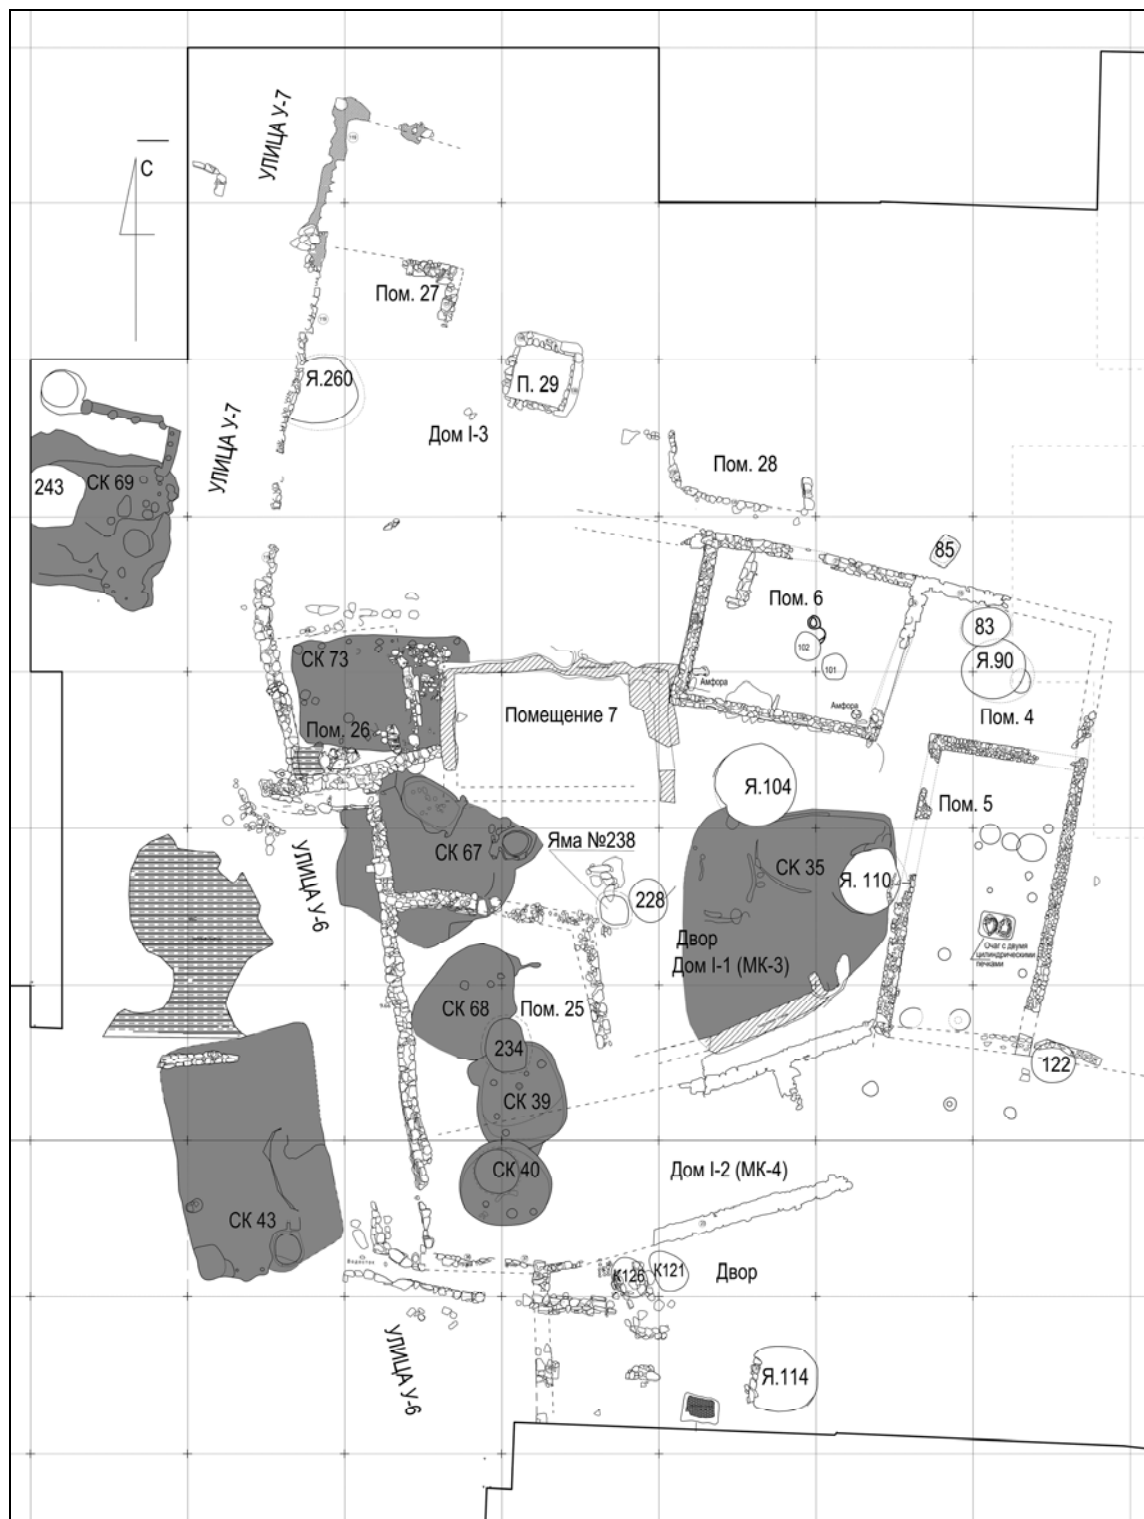 УЛИЦА У-7
С
Пом. 27
Я.260
П. 29
УЛИЦА У-7
Дом I-3
СК 69
243
Пом. 28
85
Пом. 6
83
102
101
Я.90
СК 73
Амфора
Амфора
Пом. 4
Помещение 7
Пом. 26
Я.104
Пом. 5
Яма №238
СК 67
СК 35
Я. 110
УЛИЦА У-6
228
Двор
Дом I-1 (МК-3)
Очаг с двумя
цилиндрическими
печками
СК 68
Пом. 25
234
122
СК 39
СК 40
Дом I-2 (МК-4)
СК 43
Водосток
К126
К121
Двор
УЛИЦА У-6
Я.114